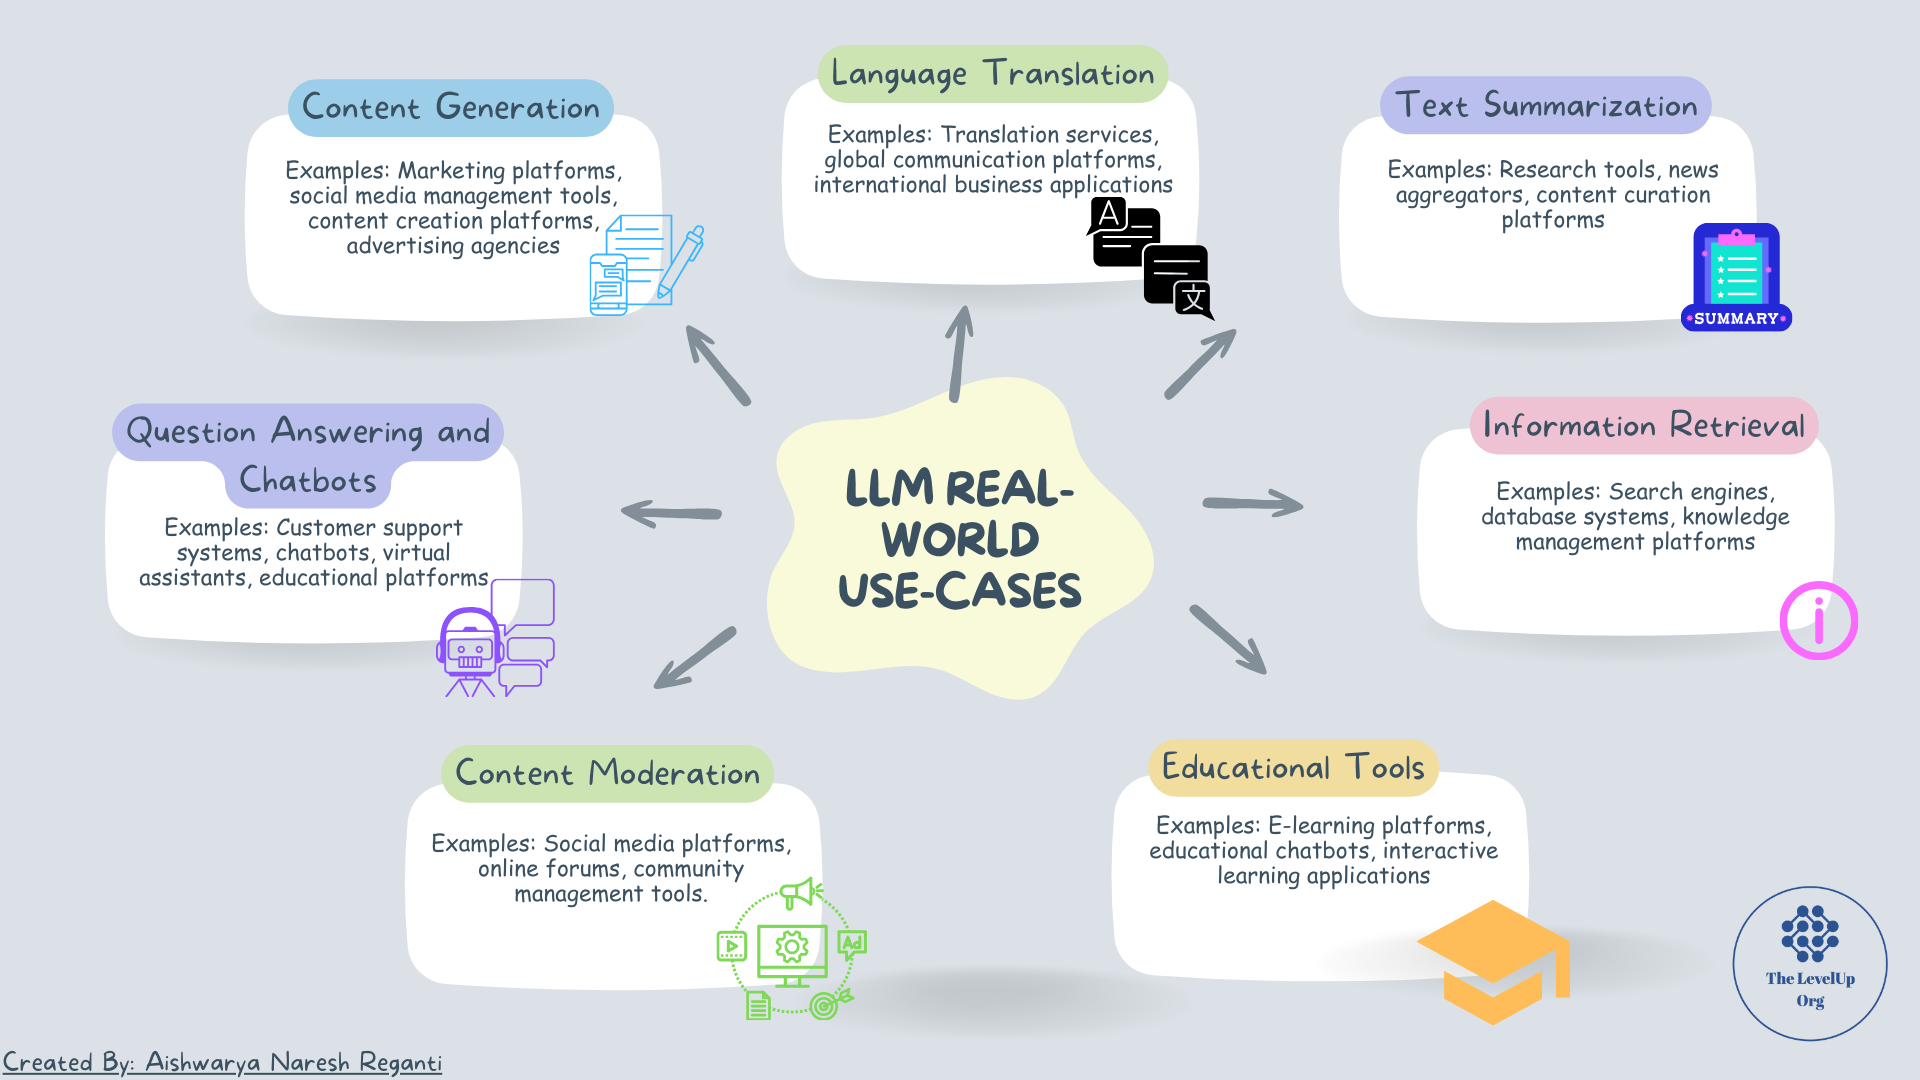 Content Generation
Examples: Marketing platforms,
social media management tools,
content creation platforms,
advertising agencies
Language Translation
Examples: Translation services,
global communication platforms,
international business applications
A
文
Text Summarization
Examples: Research tools, news
aggregators, content curation
platforms
SUMMARY
Question Answering and
Chatbots
Examples: Customer support
systems, chatbots, virtual
assistants, educational platforms
LLM REAL-
WORLD
USE-CASES
Information Retrieval
Examples: Search engines,
database systems, knowledge
management platforms
i
Content Moderation
Examples: Social media platforms,
online forums, community
management tools.
Ad
Educational Tools
Examples: E-learning platforms,
educational chatbots, interactive
learning applications
The LevelUp
Org
Created By: Aishwarya Naresh Reganti